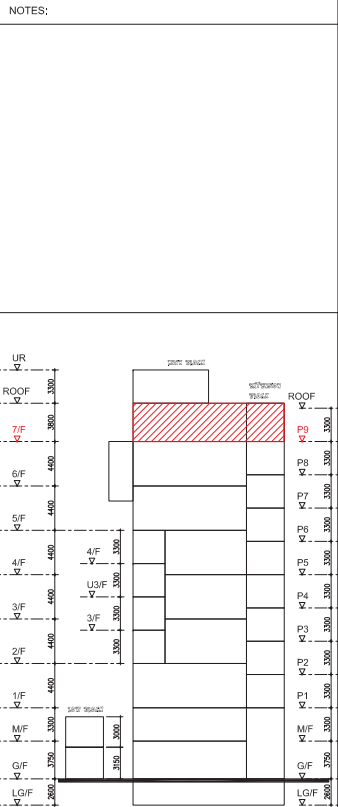 NOTES:
UR
3300
ROOF
ROOF
3800
3300
7/F
P9
4400
3300
P8
6/F
3300
P7
4400
3300
5/F
P6
4400
3300
3300
4/F
4/F
P5
3300
3300
U3/F
P4
4400
3300
3300
3/F
3/F
P3
4400
3300
3300
2/F
P2
4400
3300
1/F
P1
3300
3000
3300
M/F
M/F
3750
3150
3750
G/F
G/F
2600
2600
LG/F
LG/F